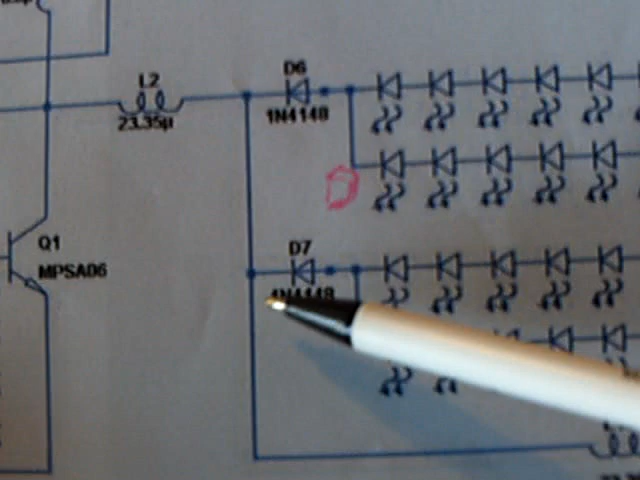 L2
23.35µ
D6
1N4148
Q1
MPSA06
D7
1N4148